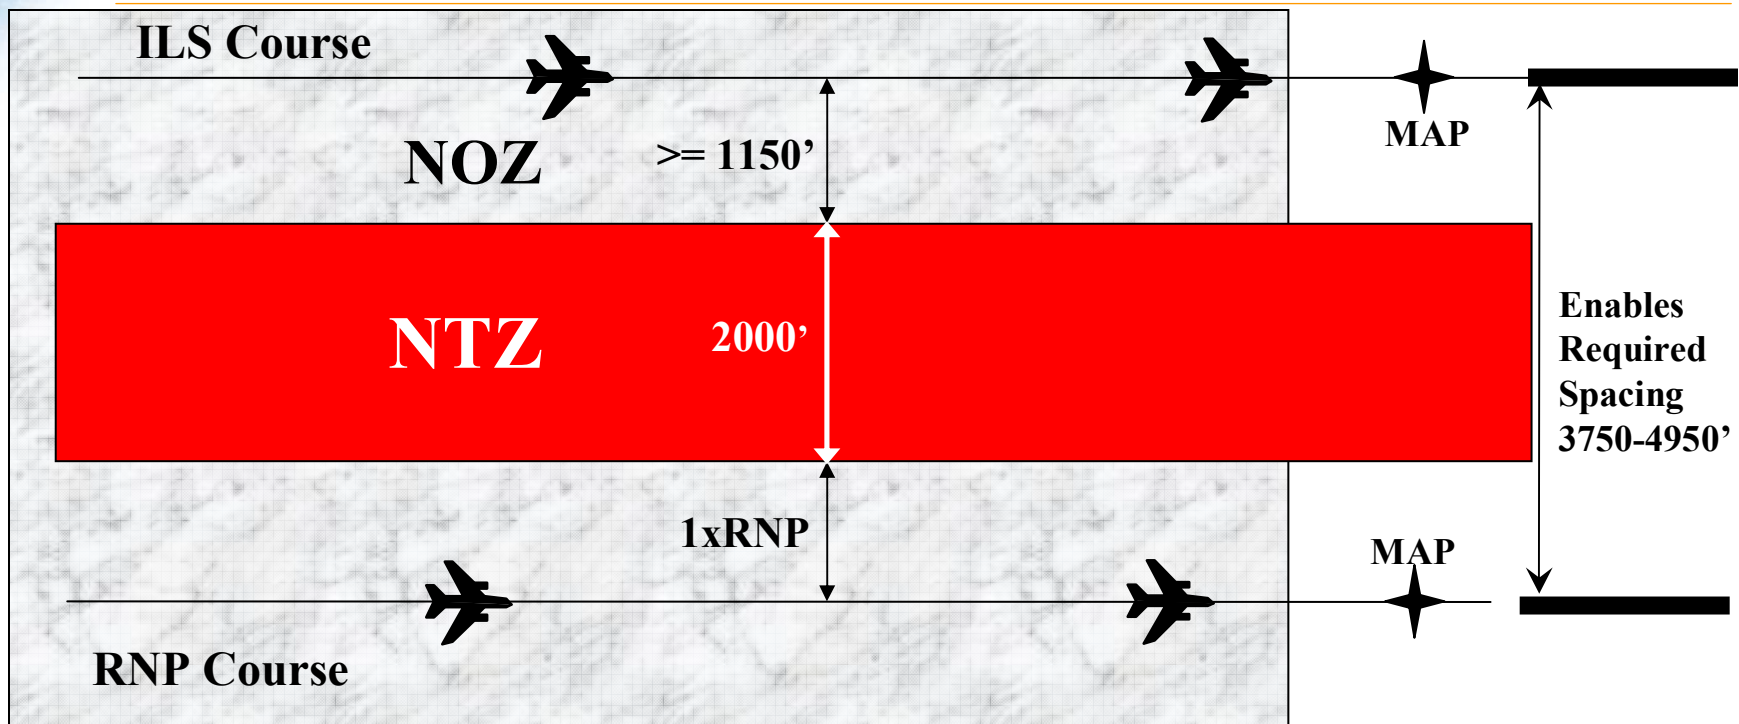 ILS Course
MAP
NOZ
>= 1150’
NTZ
2000’
Enables
Required
Spacing
3750-4950’
1xRNP
MAP
RNP Course